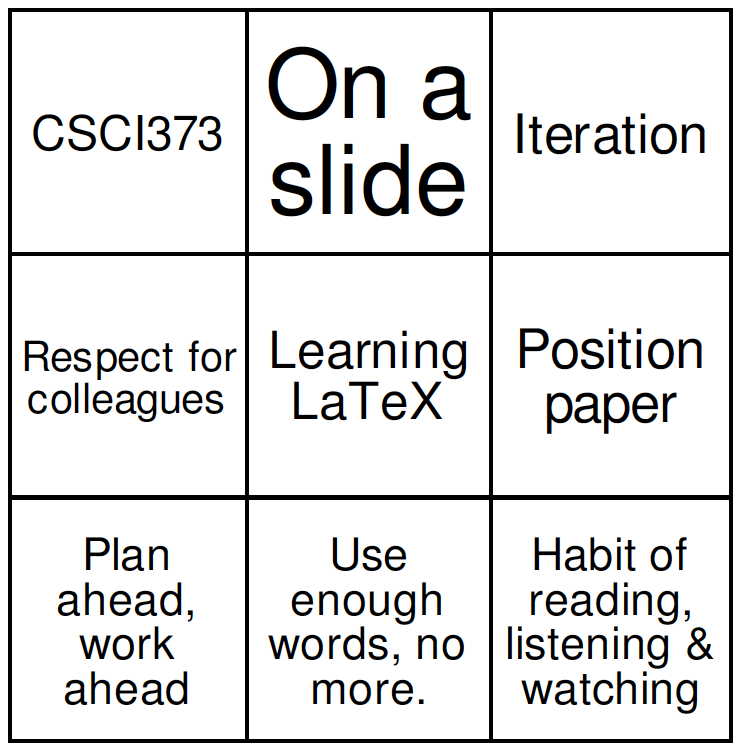 CSCI373
On a
slide
Iteration
Respect for
colleagues
Learning
LaTeX
Position
paper
Plan
ahead,
work
ahead
Use
enough
words, no
more.
Habit of
reading,
listening &
watching